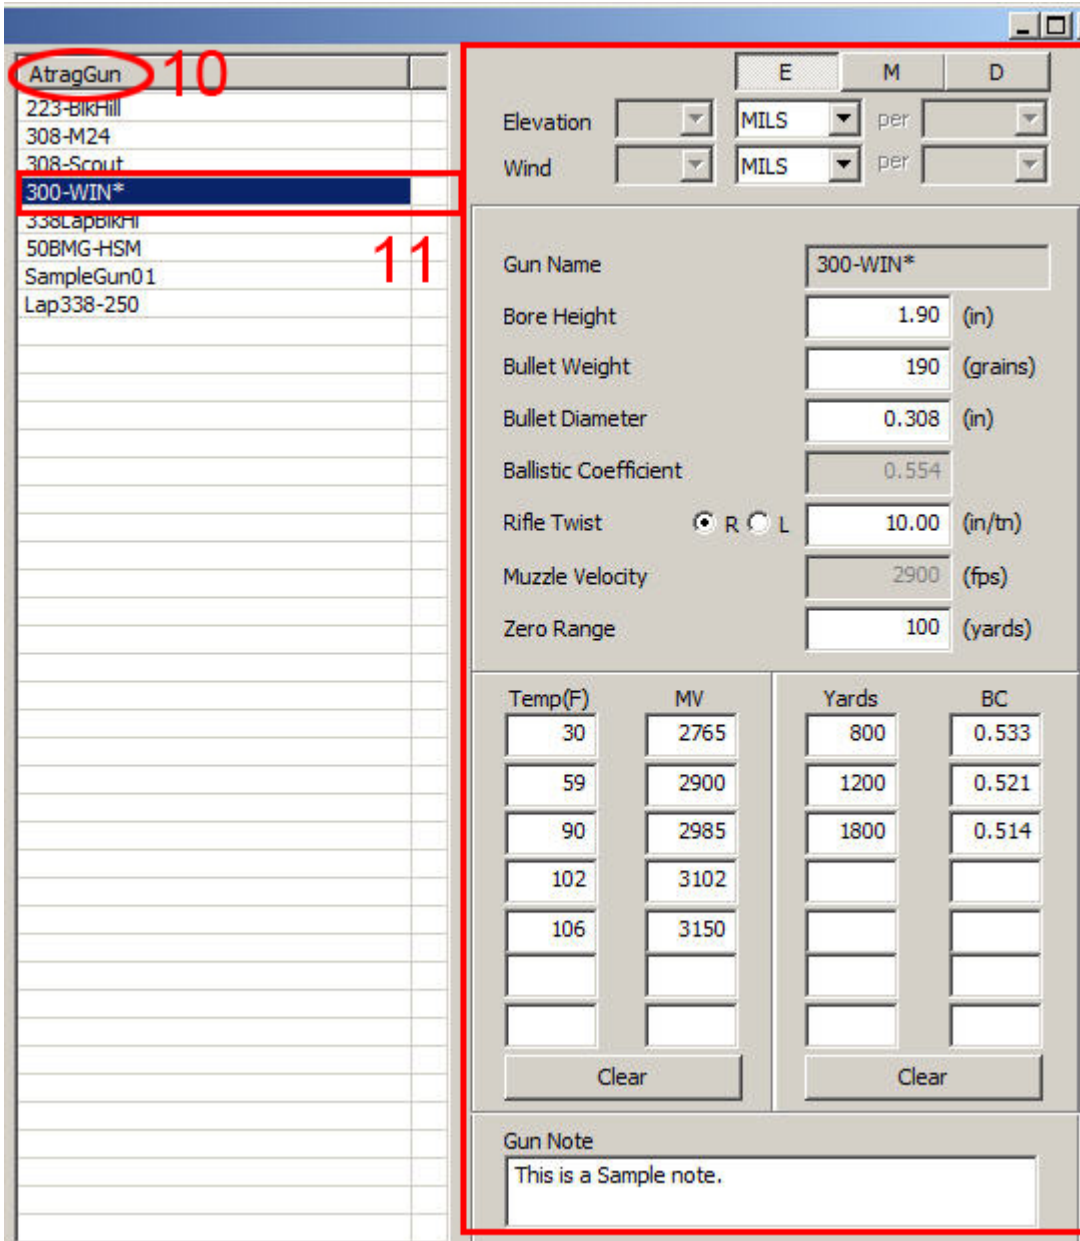 AtragGun
10
223-BlkHill
308-M24
308-Scout
300-WIN*
338LapBlkHl
50BMG-HSM
SampleGun01
Lap338-250
11
E M D
Elevation MILS per
Wind MILS per
Gun Name 300-WIN*
Bore Height 1.90 (in)
Bullet Weight 190 (grains)
Bullet Diameter 0.308 (in)
Ballistic Coefficient 0.554
Rifle Twist R L 10.00 (in/tn)
Muzzle Velocity 2900 (fps)
Zero Range 100 (yards)
Temp(F) MV Yards BC
30 2765 800 0.533
59 2900 1200 0.521
90 2985 1800 0.514
102 3102
106 3150
Clear Clear
Gun Note
This is a Sample note.